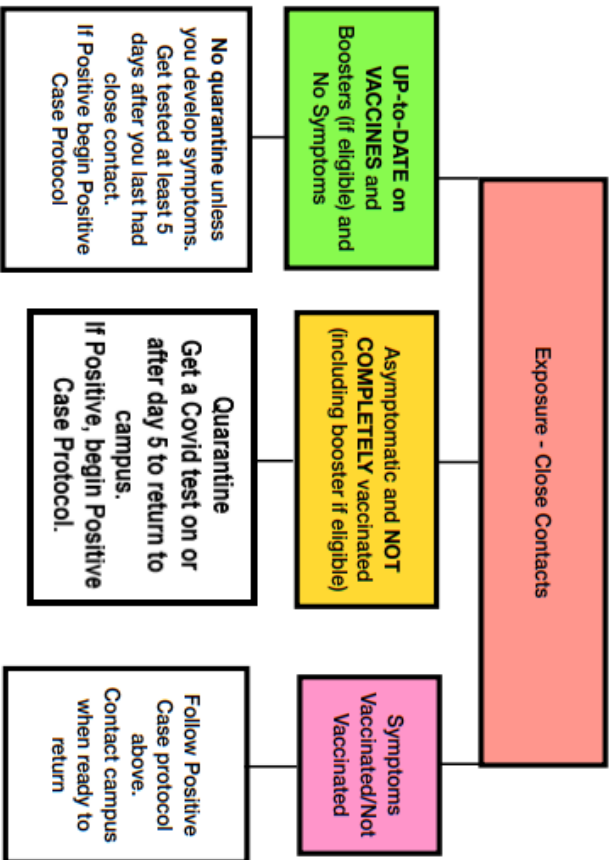 Exposure - Close Contacts
UP-to-DATE on
VACCINES and
Boosters (if eligible) and
No Symptoms
No quarantine unless
you develop symptoms.
Get tested at least 5
days after you last had
close contact.
If Positive begin Positive
Case Protocol
Asymptomatic and NOT
COMPLETELY vaccinated
(including booster if eligible)
Quarantine
Get a Covid test on or
after day 5 to return to
campus.
If Positive, begin Positive
Case Protocol.
Symptoms
Vaccinated/Not
Vaccinated
Follow Positive
Case protocol
above.
Contact campus
when ready to
return